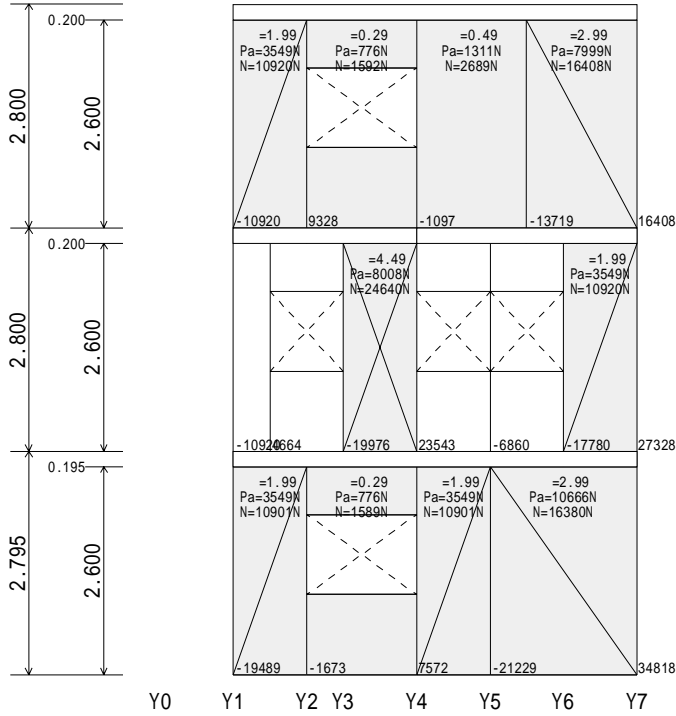 0.200
=1.99
Pa=3549N
N=10920N
=0.29
Pa=776N
N=1592N
=0.49
Pa=1311N
N=2689N
=2.99
Pa=7999N
N=16408N
2.800
2.600
-10920
9328
-1097
-13719
16408
0.200
=4.49
Pa=8008N
N=24640N
=1.99
Pa=3549N
N=10920N
2.800
2.600
-10920
4664
-19976
23543
-6860
-17780
27328
0.195
=1.99
Pa=3549N
N=10901N
=0.29
Pa=776N
N=1589N
=1.99
Pa=3549N
N=10901N
=2.99
Pa=10666N
N=16380N
2.795
2.600
-19489
-1673
7572
-21229
34818
Y0 Y1 Y2 Y3 Y4 Y5 Y6 Y7